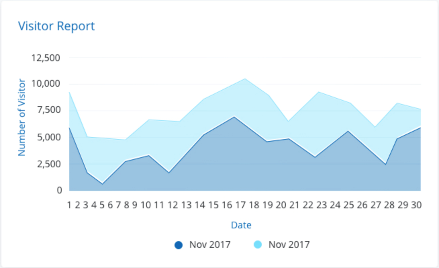 Visitor Report
12,500
10,000
7,500
5,000
2,500
0
Number of Visitor
1 2 3 4 5 6 7 8 9 10 11 12 13 14 15 16 17 18 19 20 21 22 23 24 25 26 27 28 29 30
Date
Nov 2017 Nov 2017